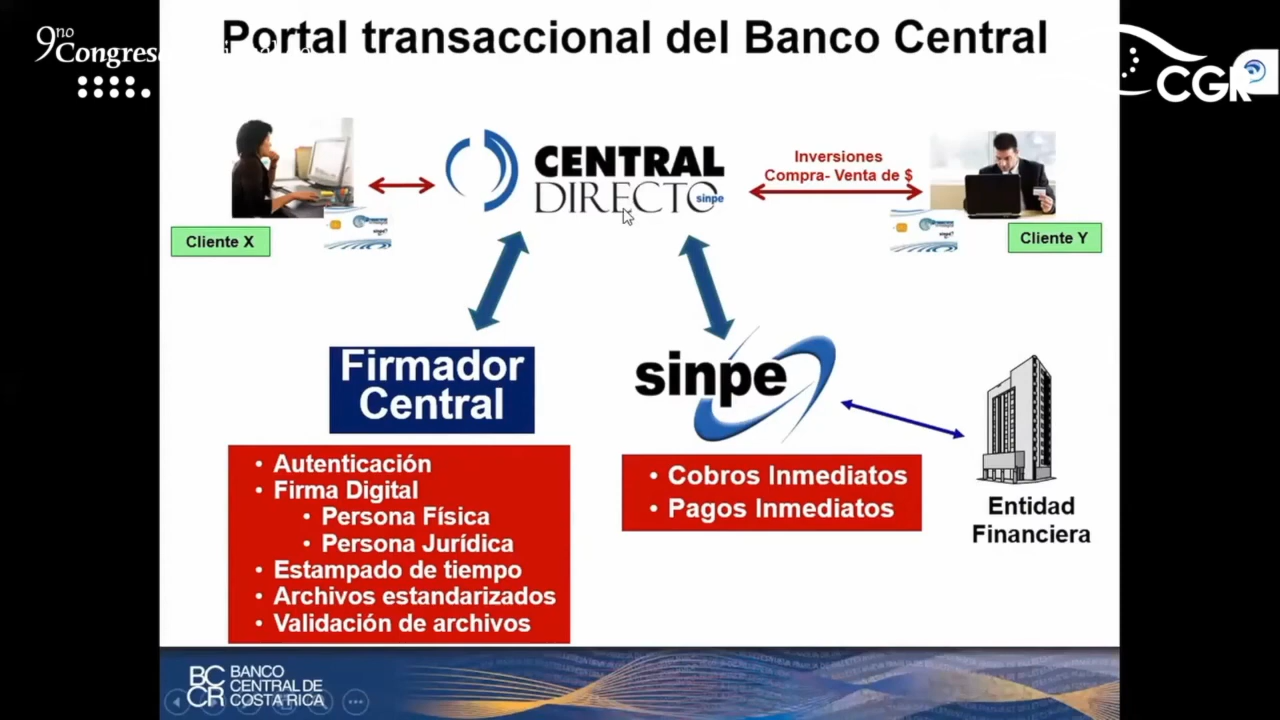 Portal transaccional del Banco Central
9no
Congres
CGR
CENTRAL
DIRECTO
sinpe
Inversiones
Compra- Venta de $
Cliente X
Cliente Y
Firmador
Central
sinpe
Entidad
Financiera
• Autenticación
• Firma Digital
• Persona Física
• Persona Jurídica
• Estampado de tiempo
• Archivos estandarizados
• Validación de archivos
• Cobros Inmediatos
• Pagos Inmediatos
BC
CR
BANCO
CENTRAL DE
COSTA RICA